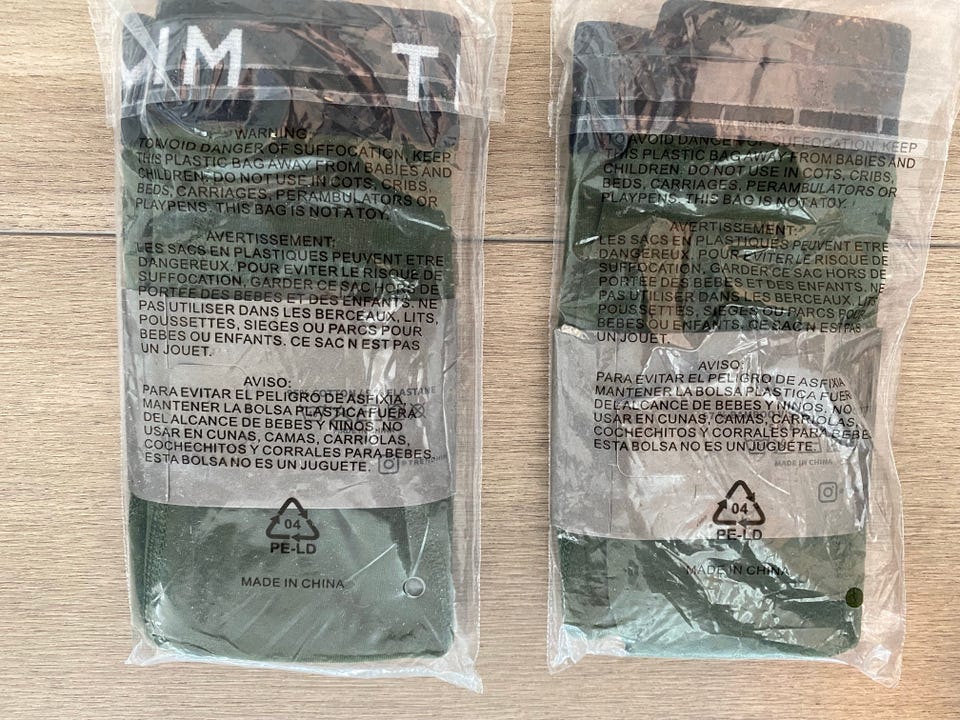 M T
WARNING:
TO AVOID DANGER OF SUFFOCATION, KEEP
THIS PLASTIC BAG AWAY FROM BABIES AND
CHILDREN. DO NOT USE IN COTS, CRIBS,
BEDS, CARRIAGES, PERAMBULATORS OR
PLAYPENS. THIS BAG IS NOT A TOY.
AVERTISSEMENT:
LES SACS EN PLASTIQUES PEUVENT ETRE
DANGEREUX. POUR EVITER LE RISQUE DE
SUFFOCATION, GARDER CE SAC HORS DE
PORTEE DES BEBES ET DES ENFANTS. NE
PAS UTILISER DANS LES BERCEAUX, LITS,
POUSSETTES, SIEGES OU PARCS POUR
BEBES OU ENFANTS. CE SAC N EST PAS
UN JOUET.
AVISO:
PARA EVITAR EL PELIGRO DE ASFIXIA,
MANTENER LA BOLSA PLASTICA FUERA
DEL ALCANCE DE BEBES Y NINOS, NO
USAR EN CUNAS, CAMAS, CARRIOLAS,
COCHECHITOS Y CORRALES PARA BEBES.
ESTA BOLSA NO ES UN JUGUETE.
COTTON ELASTANE
04
PE-LD
MADE IN CHINA
WARNING:
TO AVOID DANGER OF SUFFOCATION, KEEP
THIS PLASTIC BAG AWAY FROM BABIES AND
CHILDREN. DO NOT USE IN COTS, CRIBS,
BEDS, CARRIAGES, PERAMBULATORS OR
PLAYPENS. THIS BAG IS NOT A TOY.
AVERTISSEMENT:
LES SACS EN PLASTIQUES PEUVENT ETRE
DANGEREUX. POUR EVITER LE RISQUE DE
SUFFOCATION, GARDER CE SAC HORS DE
PORTEE DES BEBES ET DES ENFANTS. NE
PAS UTILISER DANS LES BERCEAUX, LITS
POUSSETTES, SIEGES OU PARCS POUR
BEBES OU ENFANTS. CE SAC N EST PAS
UN JOUET.
AVISO:
PARA EVITAR EL PELIGRO DE ASFIXIA
MANTENER LA BOLSA PLASTICA FUER
DEL ALCANCE DE BEBES Y NINOS, NO
USAR EN CUNAS, CAMAS, CARRIOLAS,
COCHECHITOS Y CORRALES PARA BEBE
ESTA BOLSA NO ES UN JUGUETE.
MADE IN CHINA
04
PE-LD
MADE IN CHINA